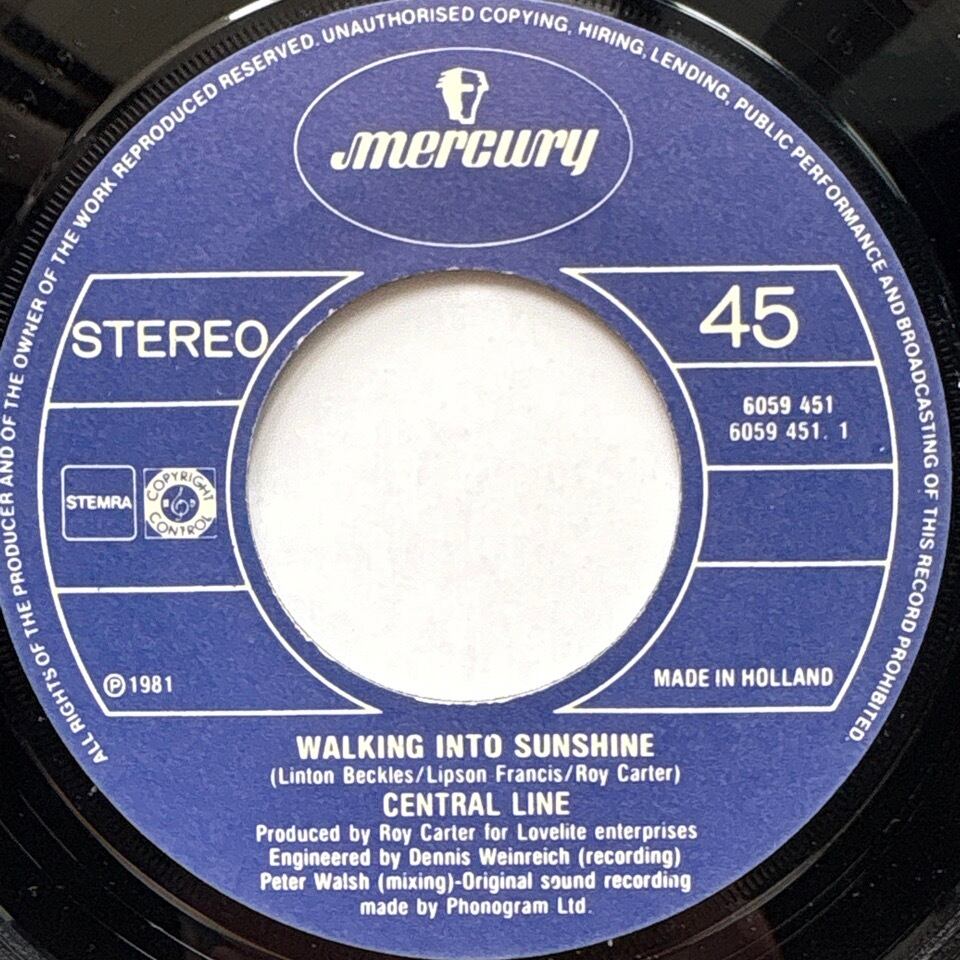 ALL RIGHTS OF THE PRODUCER AND OF THE OWNER OF THE WORK REPRODUCED RESERVED. UNAUTHORISED COPYING, HIRING, LENDING, PUBLIC PERFORMANCE AND BROADCASTING OF THIS RECORD PROHIBITED.
mercury
STEREO
45
6059 451
6059 451. 1
STEMRA
COPYRIGHT CONTROL
℗ 1981
MADE IN HOLLAND
WALKING INTO SUNSHINE
(Linton Beckles/Lipson Francis/Roy Carter)
CENTRAL LINE
Produced by Roy Carter for Lovelite enterprises
Engineered by Dennis Weinreich (recording)
Peter Walsh (mixing)-Original sound recording
made by Phonogram Ltd.